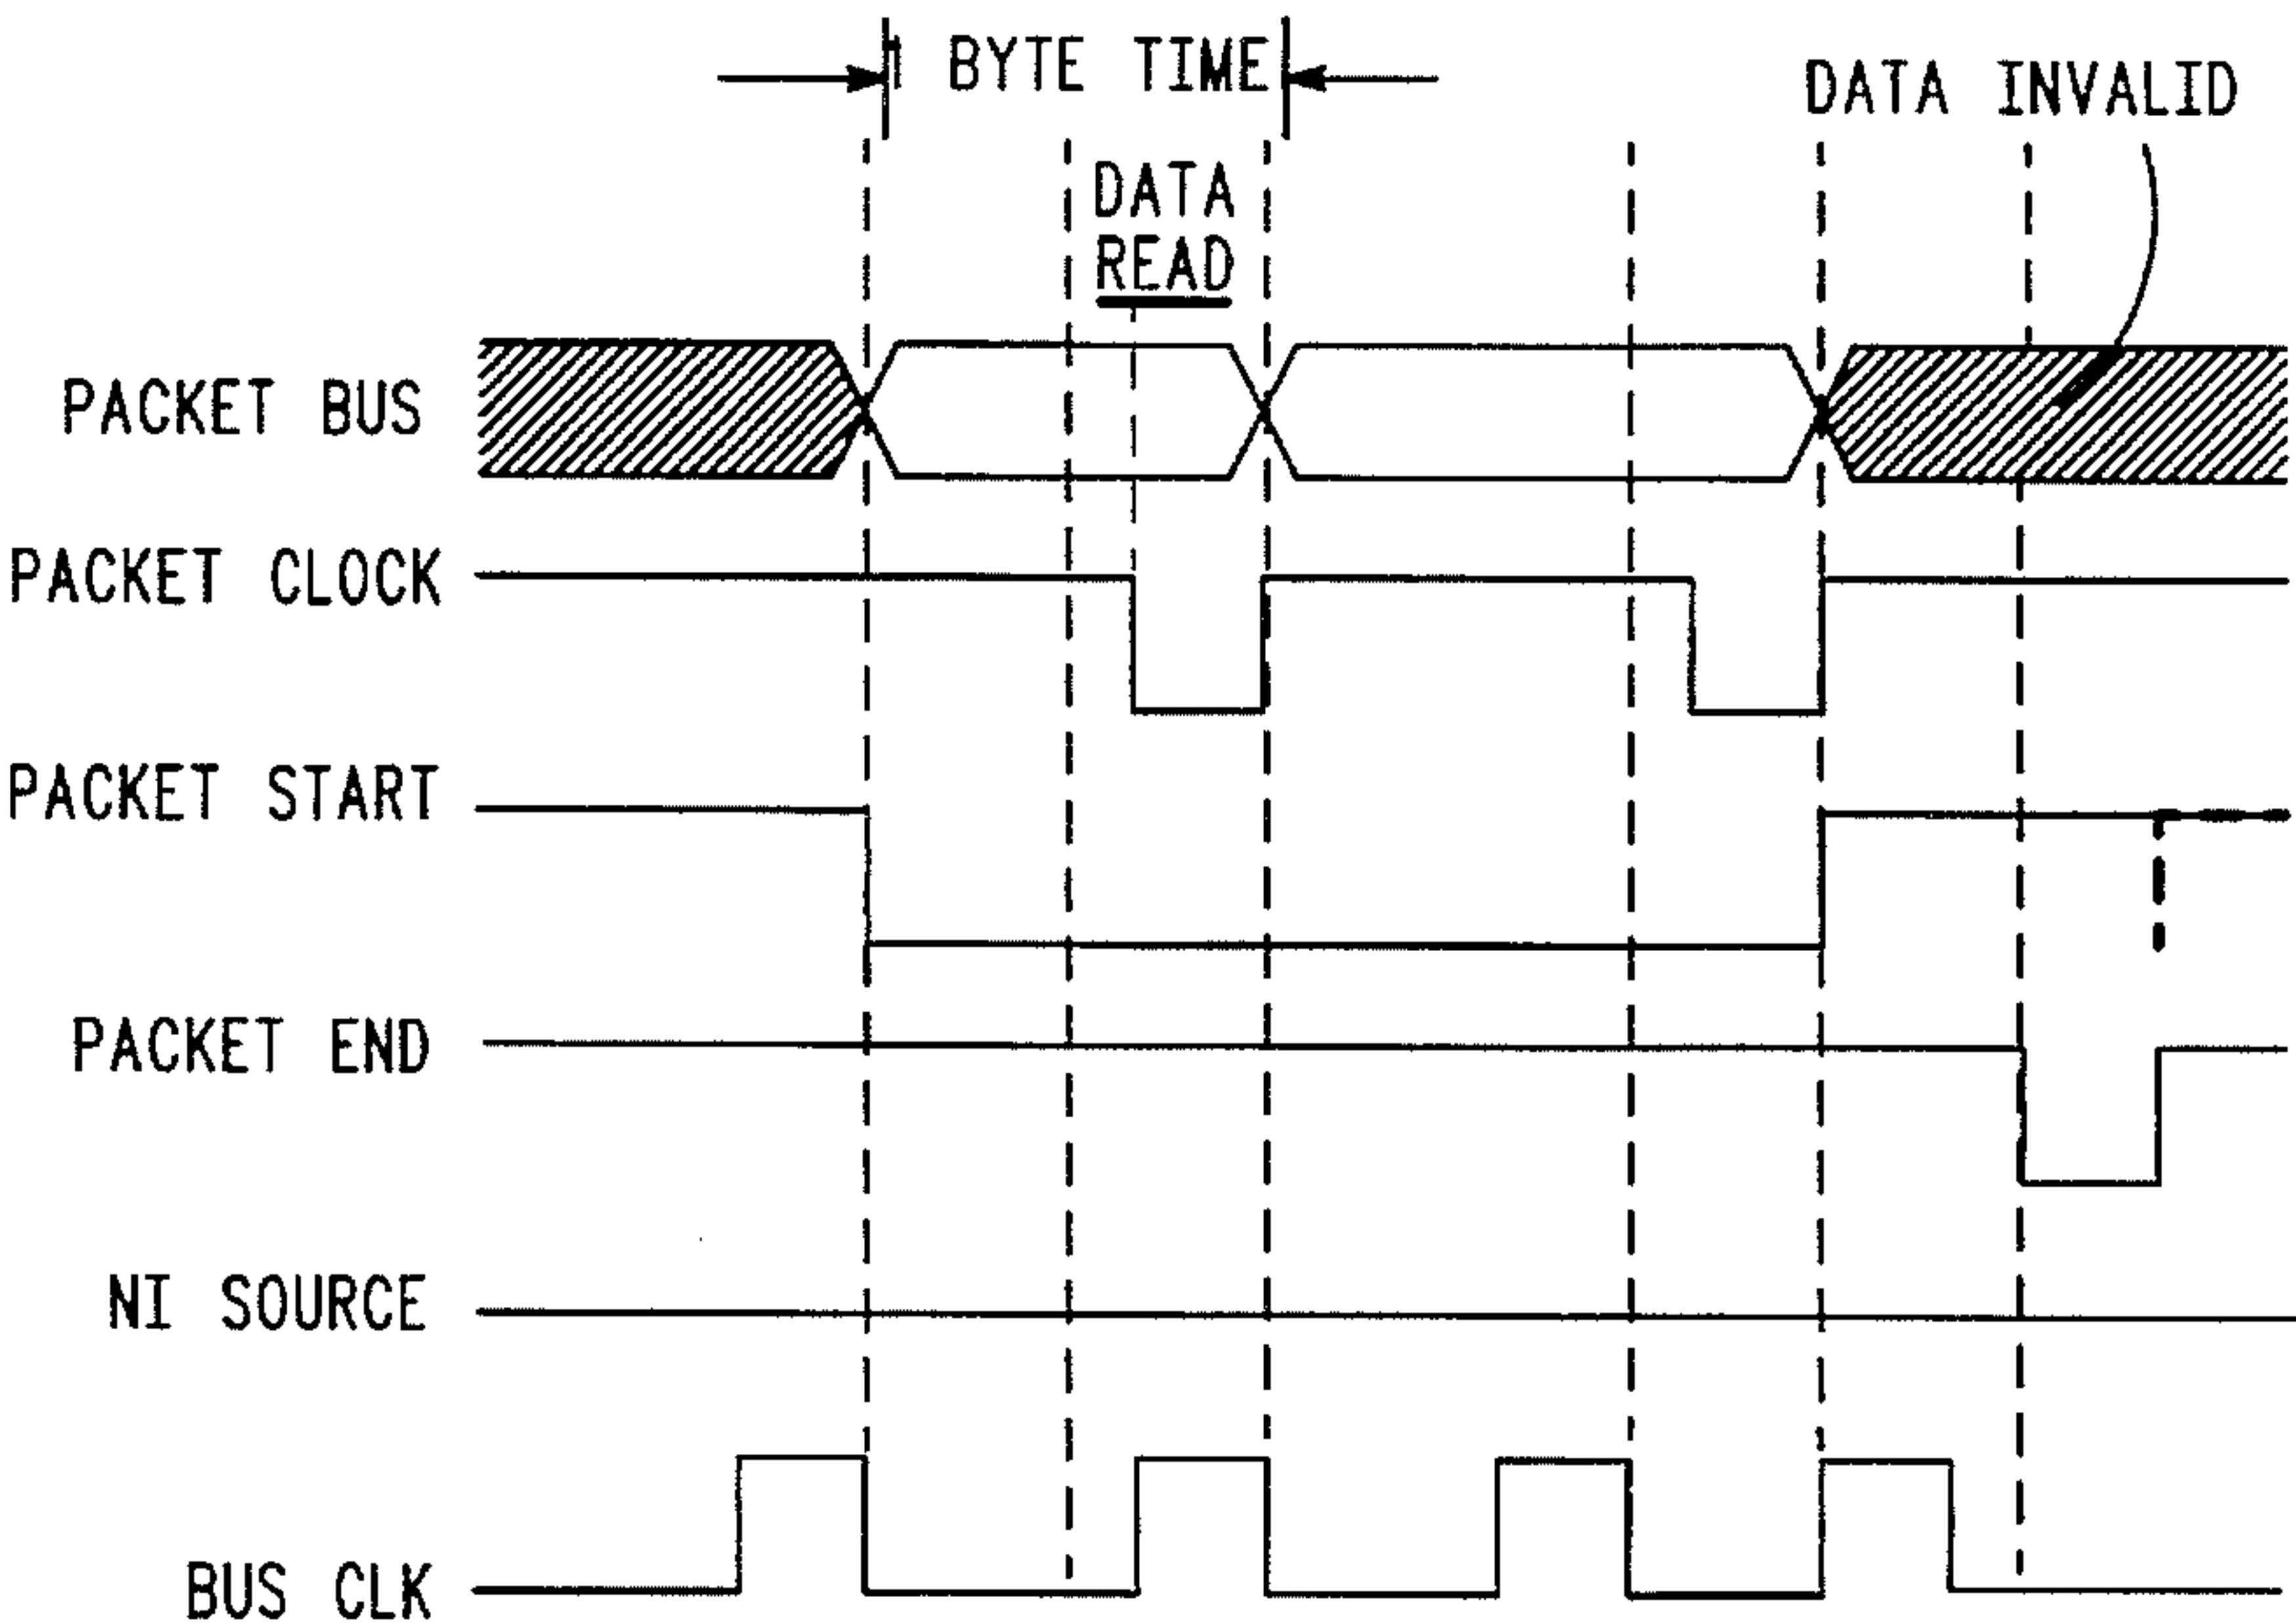 1 BYTE TIME
DATA INVALID
DATA
READ
PACKET BUS
PACKET CLOCK
PACKET START
PACKET END
NI SOURCE
BUS CLK